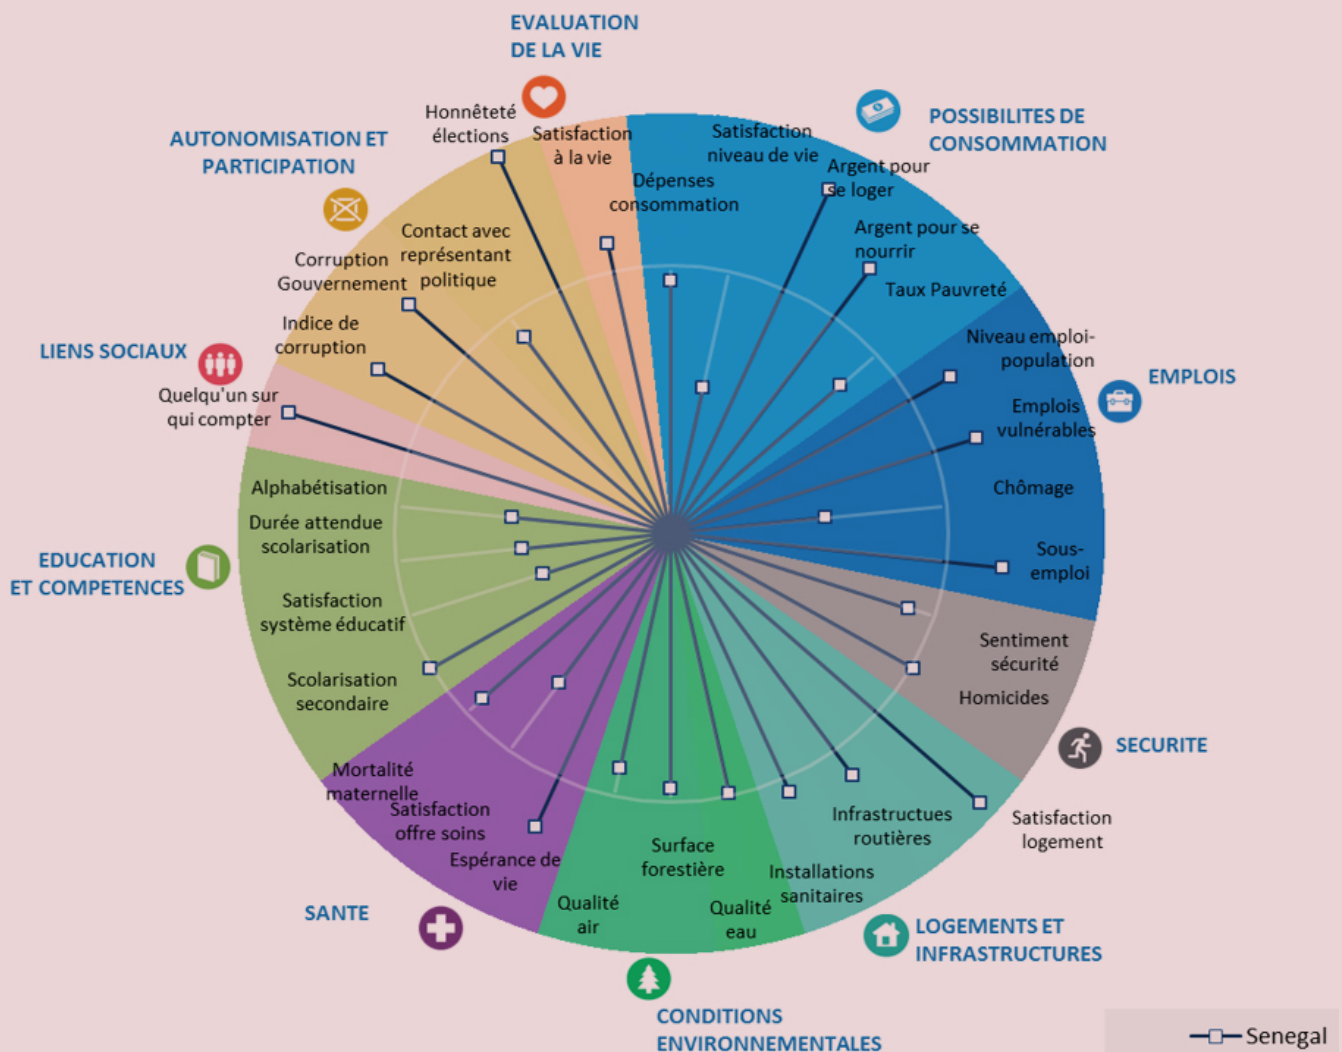 EVALUATION
DE LA VIE
Honnêteté
élections
Satisfaction
à la vie
AUTONOMISATION ET
PARTICIPATION
Satisfaction
niveau de vie
POSSIBILITES DE
CONSOMMATION
Dépenses
consommation
Argent pour
se loger
Contact avec
représentant
politique
Argent pour se
nourrir
Corruption
Gouvernement
Taux Pauvreté
Indice de
corruption
Niveau emploi-
population
LIENS SOCIAUX
EMPLOIS
Quelqu'un sur
qui compter
Emplois
vulnérables
Alphabétisation
Chômage
Durée attendue
scolarisation
Sous-
emploi
EDUCATION
ET COMPETENCES
Satisfaction
système éducatif
Sentiment
sécurité
Scolarisation
secondaire
Homicides
SECURITE
Mortalité
maternelle
Satisfaction
offre soins
Infrastructues
routières
Satisfaction
logement
Espérance de
vie
Surface
forestière
Installations
sanitaires
SANTE
Qualité
air
Qualité
eau
LOGEMENTS ET
INFRASTRUCTURES
CONDITIONS
ENVIRONNEMENTALES
Senegal